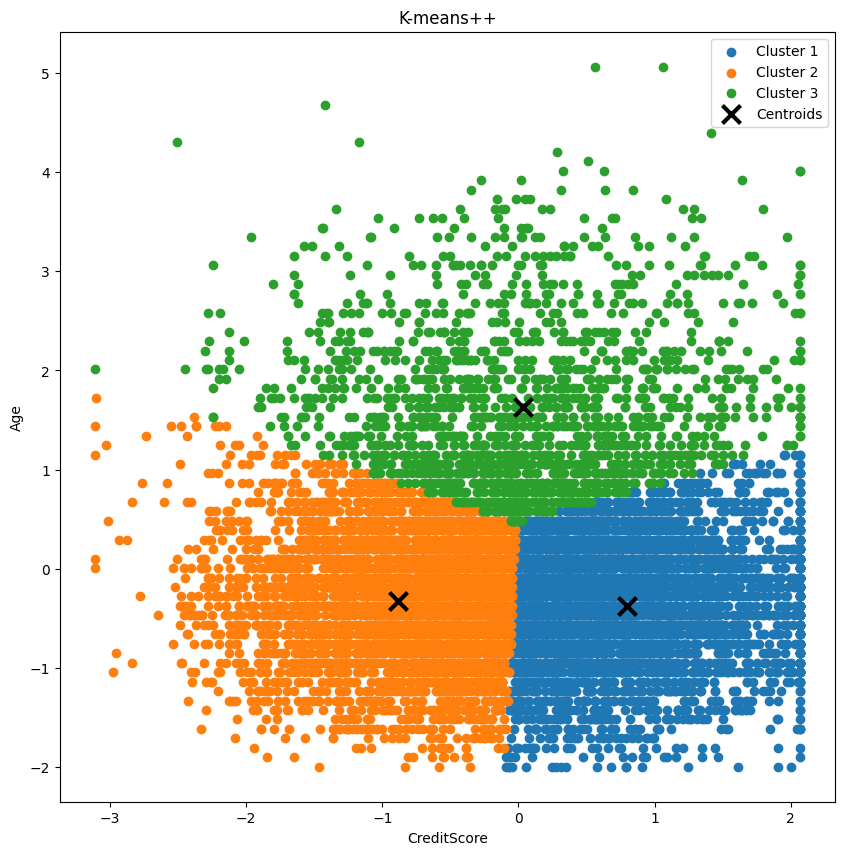 K-means++
Cluster 1
Cluster 2
Cluster 3
Centroids
5
4
3
2
1
0
−1
−2
Age
−3
−2
−1
0
1
2
CreditScore